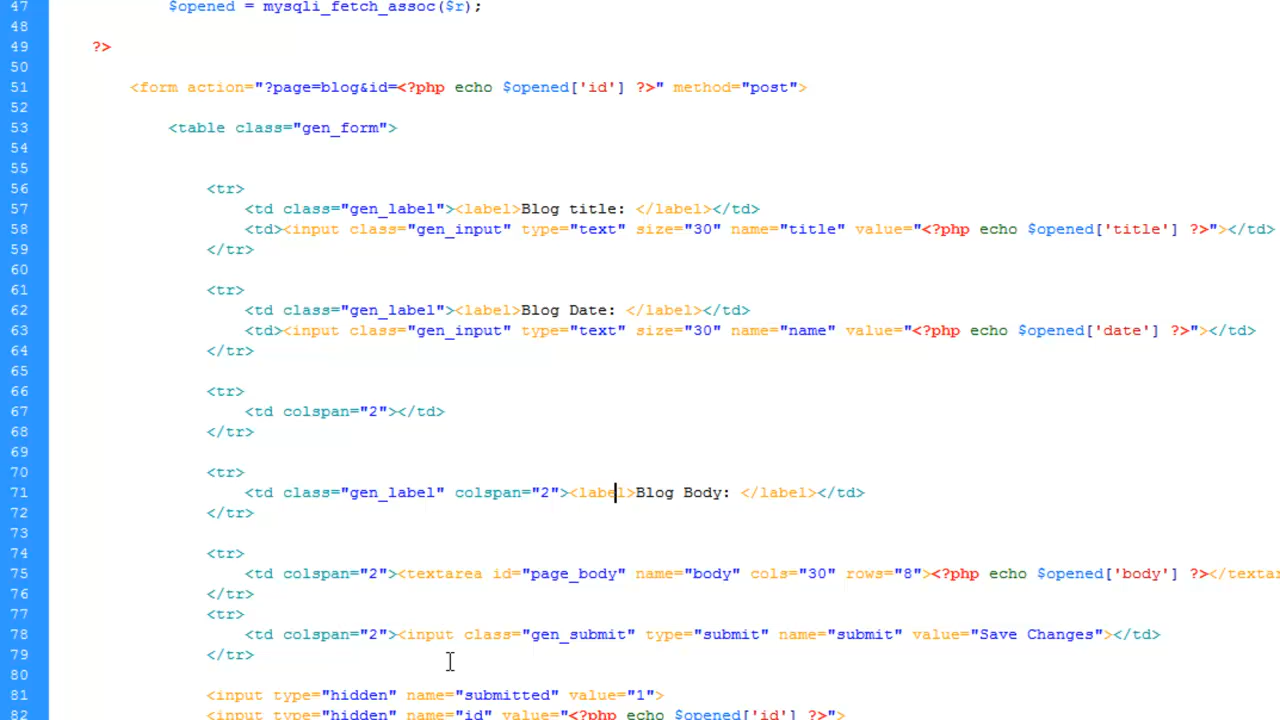 47 $opened = mysqli_fetch_assoc($r);
48
49 ?>
50
51 <form action="?page=blog&id=<?php echo $opened['id'] ?>" method="post">
52
53 <table class="gen_form">
54
55
56 <tr>
57 <td class="gen_label"><label>Blog title: </label></td>
58 <td><input class="gen_input" type="text" size="30" name="title" value="<?php echo $opened['title'] ?>"></td>
59 </tr>
60
61 <tr>
62 <td class="gen_label"><label>Blog Date: </label></td>
63 <td><input class="gen_input" type="text" size="30" name="name" value="<?php echo $opened['date'] ?>"></td>
64 </tr>
65
66 <tr>
67 <td colspan="2"></td>
68 </tr>
69
70 <tr>
71 <td class="gen_label" colspan="2"><label>Blog Body: </label></td>
72 </tr>
73
74 <tr>
75 <td colspan="2"><textarea id="page_body" name="body" cols="30" rows="8"><?php echo $opened['body'] ?></textar
76 </tr>
77 <tr>
78 <td colspan="2"><input class="gen_submit" type="submit" name="submit" value="Save Changes"></td>
79 </tr>
80
81 <input type="hidden" name="submitted" value="1">
82 <input type="hidden" name="id" value="<?php echo $opened['id'] ?>">